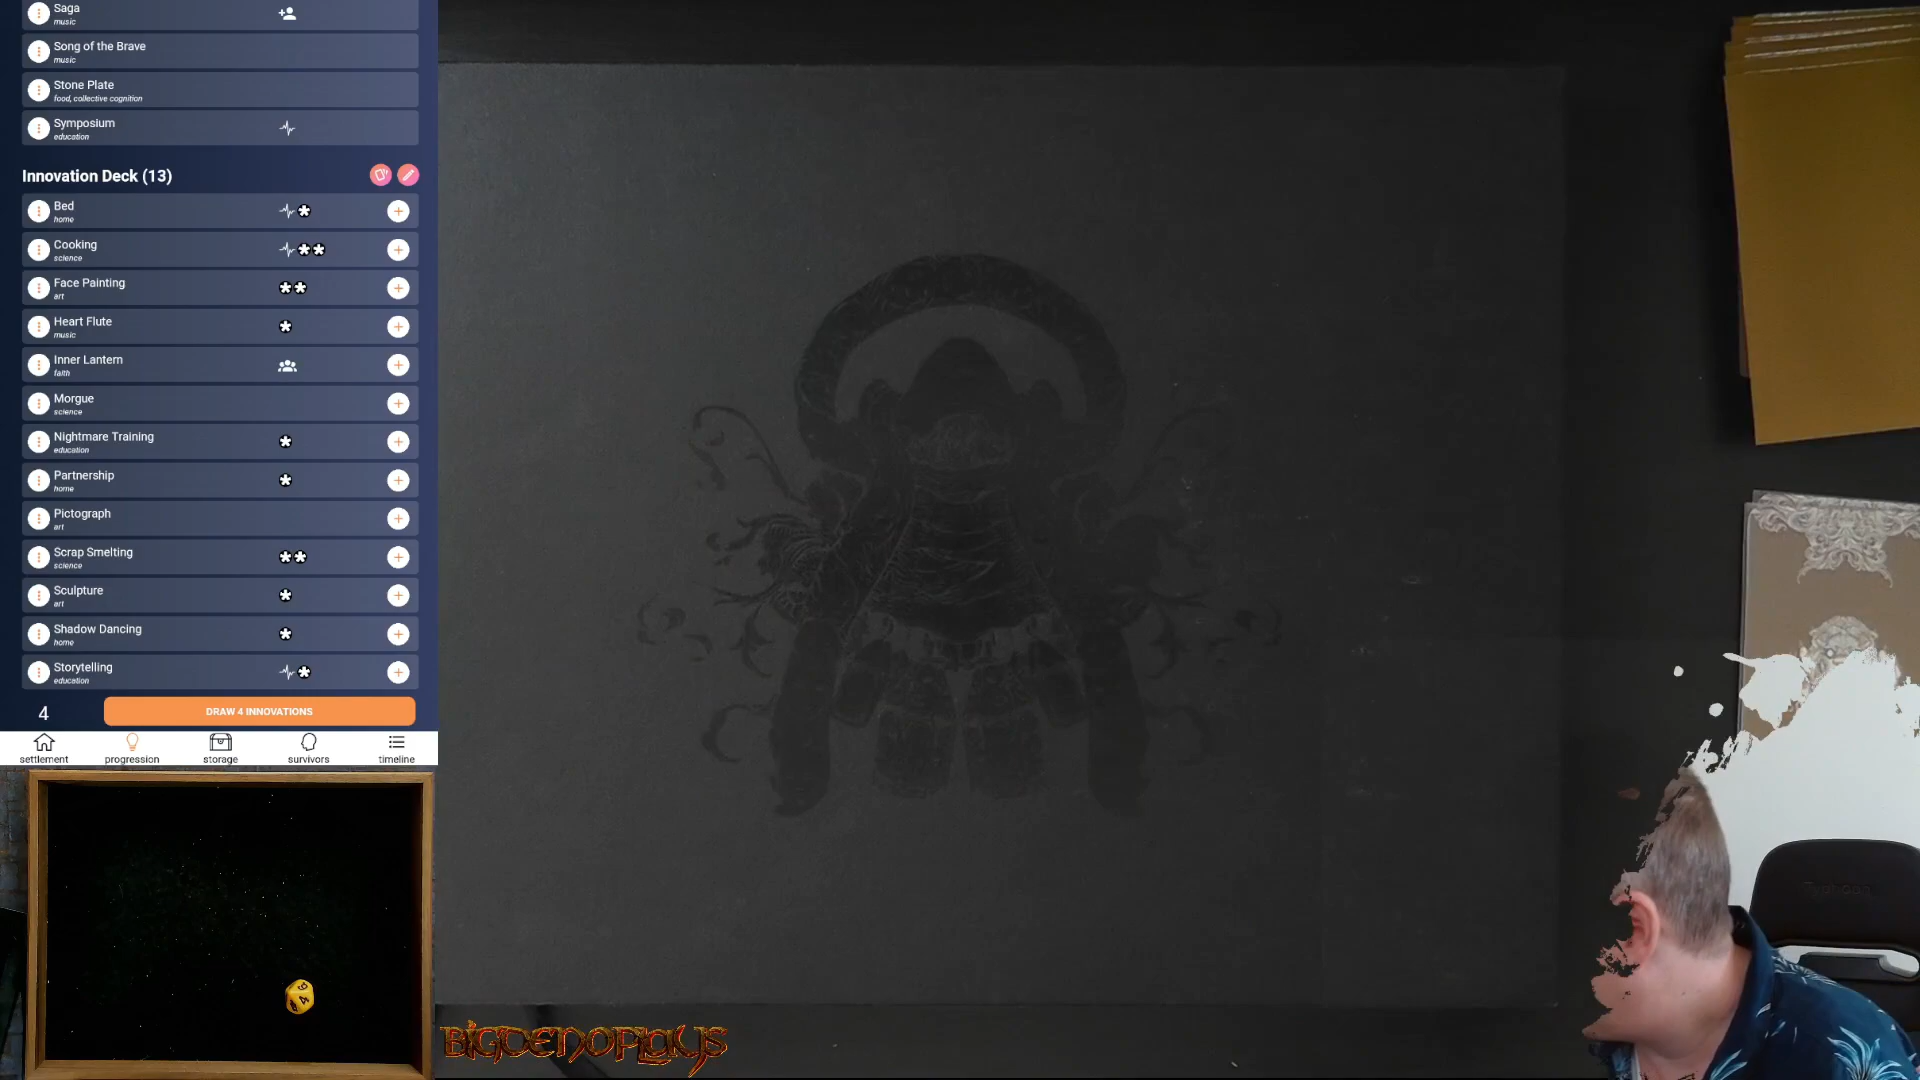 Saga
music
Song of the Brave
music
Stone Plate
food, collective cognition
Symposium
education
Innovation Deck (13)
Bed
home
Cooking
science
Face Painting
art
Heart Flute
music
Inner Lantern
faith
Morgue
science
Nightmare Training
education
Partnership
home
Pictograph
art
Scrap Smelting
science
Sculpture
art
Shadow Dancing
home
Storytelling
education
4
DRAW 4 INNOVATIONS
settlement
progression
storage
survivors
timeline
BIGDENOPLAYS